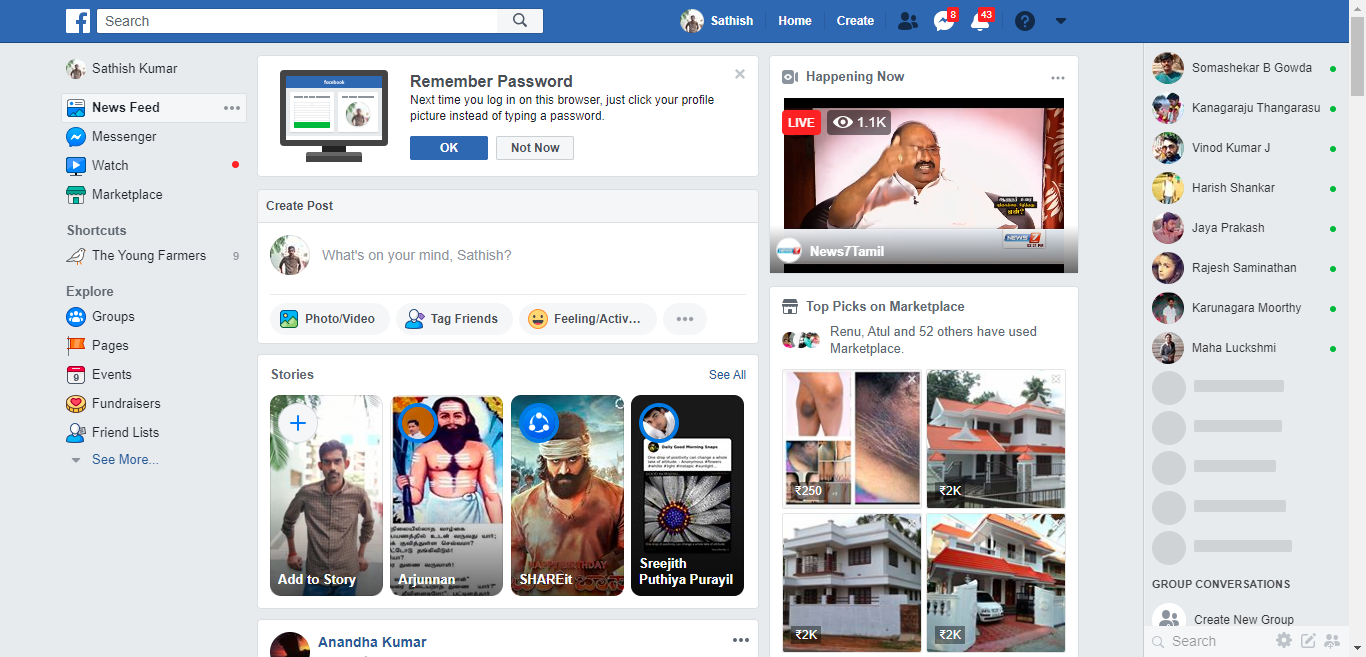 Search
Sathish
Home
Create
8
43
Sathish Kumar
News Feed
Messenger
Watch
Marketplace
Shortcuts
The Young Farmers 9
Explore
Groups
Pages
Events
Fundraisers
Friend Lists
See More...
facebook
Remember Password
Next time you log in on this browser, just click your profile
picture instead of typing a password.
OK
Not Now
Create Post
What's on your mind, Sathish?
Photo/Video
Tag Friends
Feeling/Activ...
Stories
See All
Add to Story
Arjunnan
SHAREit
Daily Good Morning Snaps
Sreejith
Puthiya Purayil
Anandha Kumar
Happening Now
LIVE
1.1K
NEWS7
News7Tamil
Top Picks on Marketplace
Renu, Atul and 52 others have used
Marketplace.
₹250
₹2K
₹2K
₹2K
Somashekar B Gowda
Kanagaraju Thangarasu
Vinod Kumar J
Harish Shankar
Jaya Prakash
Rajesh Saminathan
Karunagara Moorthy
Maha Luckshmi
GROUP CONVERSATIONS
Create New Group
Search